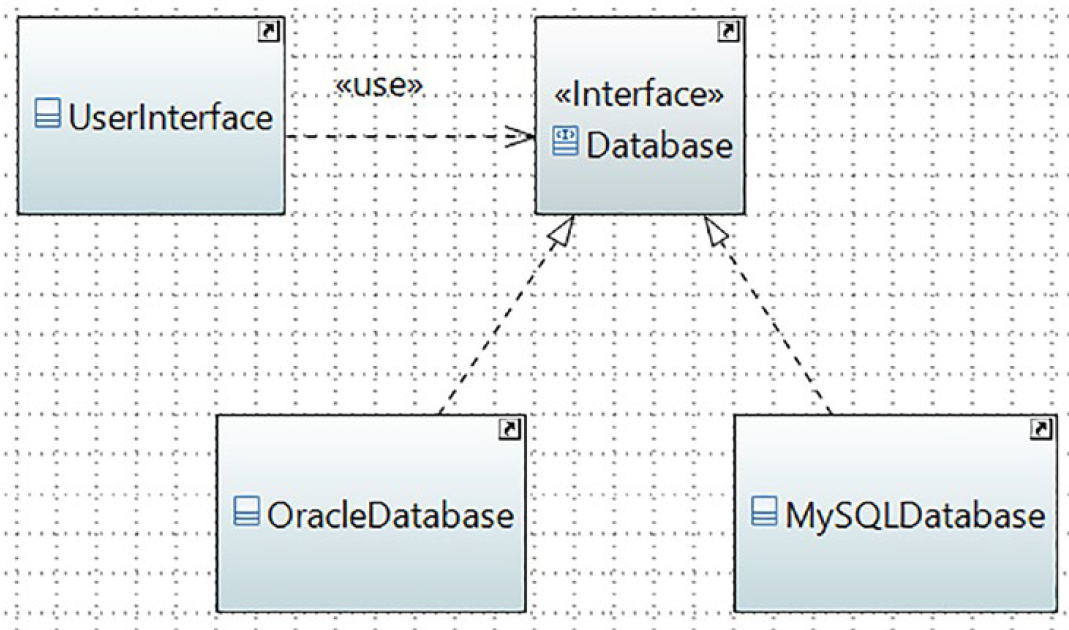 UserInterface
«use»
«Interface»
Database
OracleDatabase
MySQLDatabase